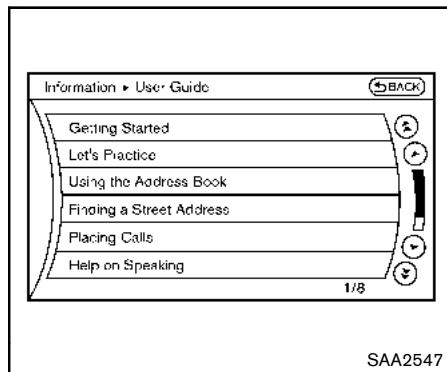 Information ▸ User Guide
BACK
Getting Started
Let's Practice
Using the Address Book
Finding a Street Address
Placing Calls
Help on Speaking
1/8
SAA2547